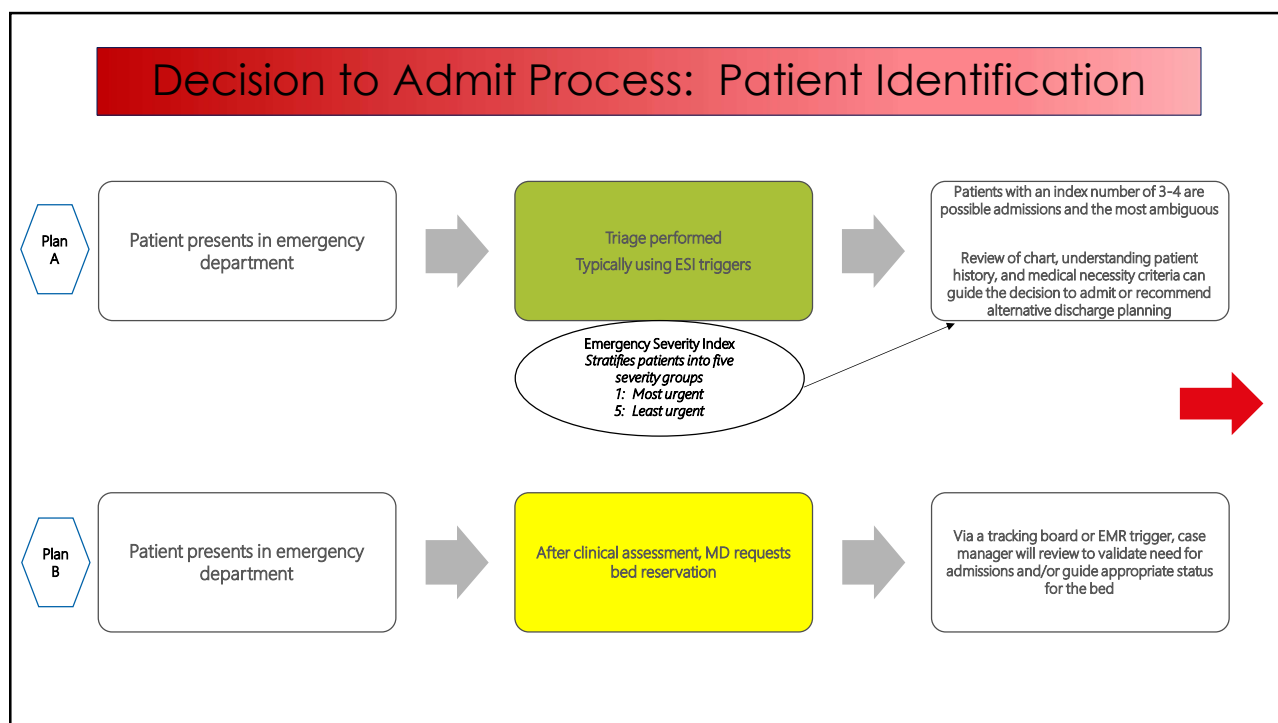 Decision to Admit Process:  Patient Identification
Plan
A
Patient presents in emergency
department
Triage performed
Typically using ESI triggers
Patients with an index number of 3-4 are
possible admissions and the most ambiguous
Review of chart, understanding patient
history, and medical necessity criteria can
guide the decision to admit or recommend
alternative discharge planning
Emergency Severity Index
Stratifies patients into five
severity groups
1:  Most urgent
5:  Least urgent
Plan
B
Patient presents in emergency
department
After clinical assessment, MD requests
bed reservation
Via a tracking board or EMR trigger, case
manager will review to validate need for
admissions and/or guide appropriate status
for the bed